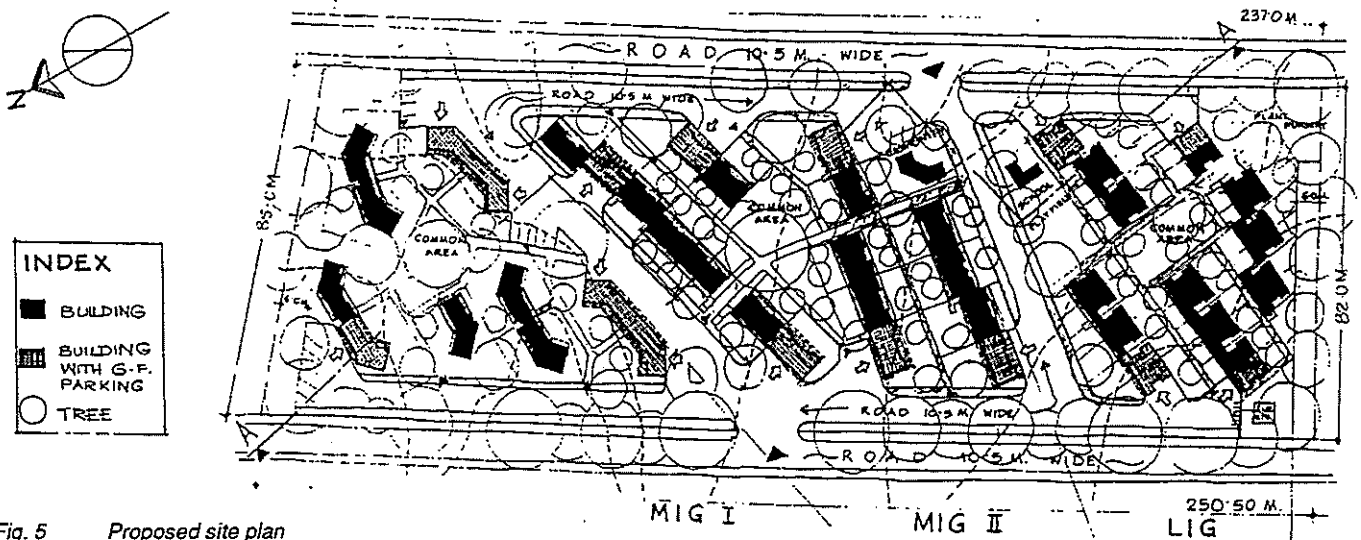 237.0 M.
ROAD 10.5 M. WIDE
ROAD 10.5 M WIDE
N
A
PLANT
85.0 M
SCHOOL
COMMON
AREA
COMMON
AREA
COMMON
AREA
82.0 M
INDEX
BUILDING
BUILDING
WITH G.F.
PARKING
TREE
ROAD 10.5 M WIDE
A
ROAD 10.5 M. WIDE
250.50 M.
MIG I
MIG II
LIG
Fig. 5 Proposed site plan